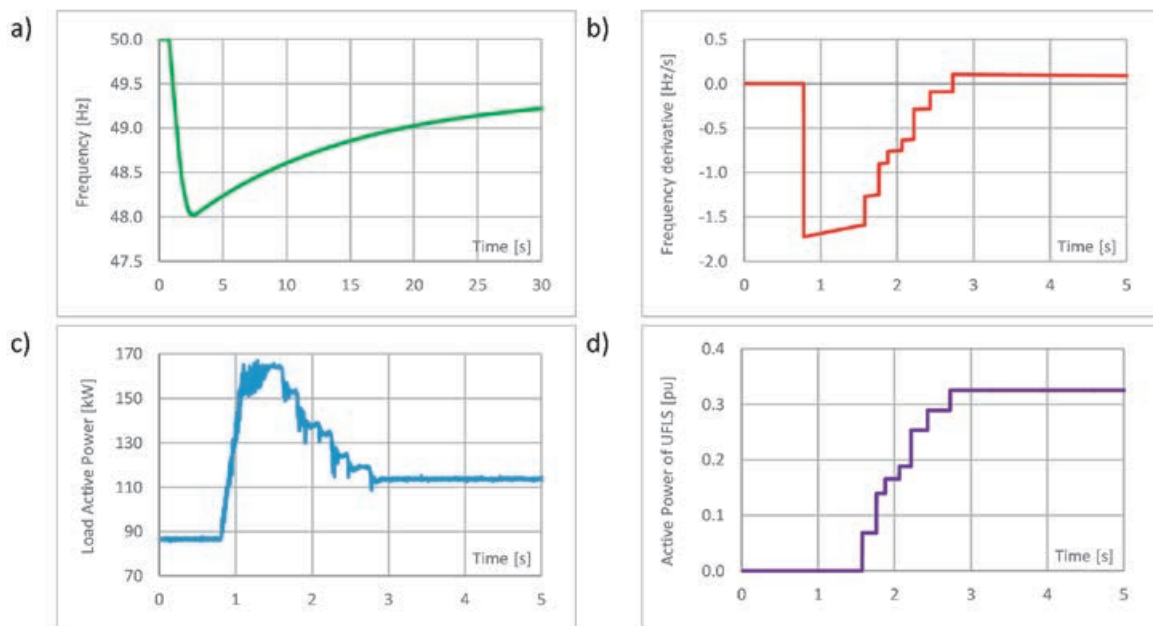 a)
50.0
49.5
49.0
48.5
48.0
47.5
Frequency [Hz]
Time [s]
0 5 10 15 20 25 30
b)
0.5
0.0
-0.5
-1.0
-1.5
-2.0
Frequency derivative [Hz/s]
Time [s]
0 1 2 3 4 5
c)
170
150
130
110
90
70
Load Active Power [kW]
Time [s]
0 1 2 3 4 5
d)
0.4
0.3
0.2
0.1
0.0
Active Power of UFLS [pu]
Time [s]
0 1 2 3 4 5